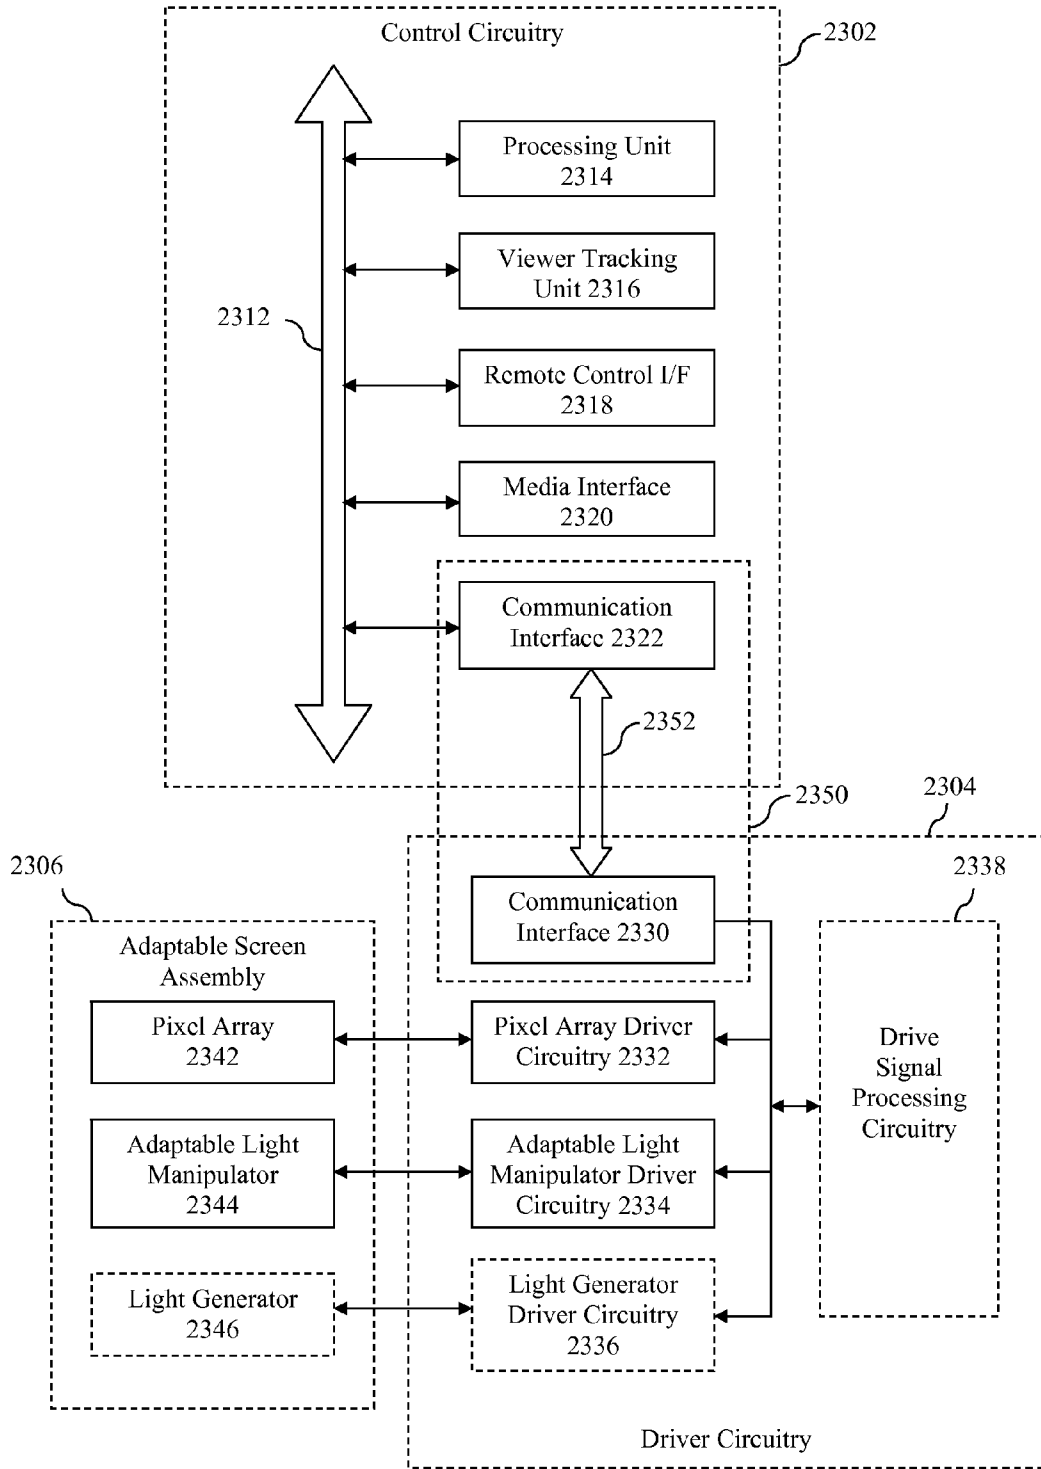 Control Circuitry
2302
Processing Unit
2314
Viewer Tracking
Unit 2316
2312
Remote Control I/F
2318
Media Interface
2320
Communication
Interface 2322
2352
2350
2304
2306
2338
Communication
Interface 2330
Adaptable Screen
Assembly
Pixel Array
2342
Pixel Array Driver
Circuitry 2332
Drive
Signal
Processing
Circuitry
Adaptable Light
Manipulator
2344
Adaptable Light
Manipulator Driver
Circuitry 2334
Light Generator
2346
Light Generator
Driver Circuitry
2336
Driver Circuitry